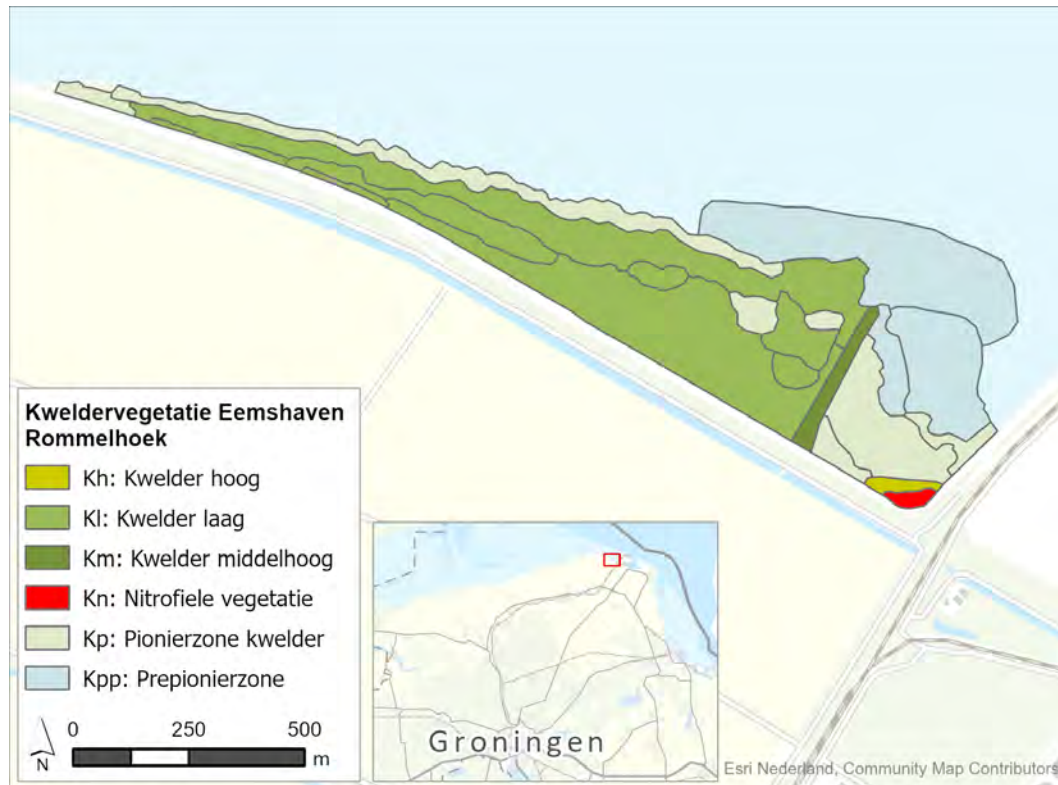 Kweldervegetatie Eemshaven
Rommelhoek
Kh: Kwelder hoog
Kl: Kwelder laag
Km: Kwelder middelhoog
Kn: Nitrofiele vegetatie
Kp: Pionierzone kwelder
Kpp: Prepionierzone
0 250 500
m
N
Groningen
Esri Nederland, Community Map Contributors